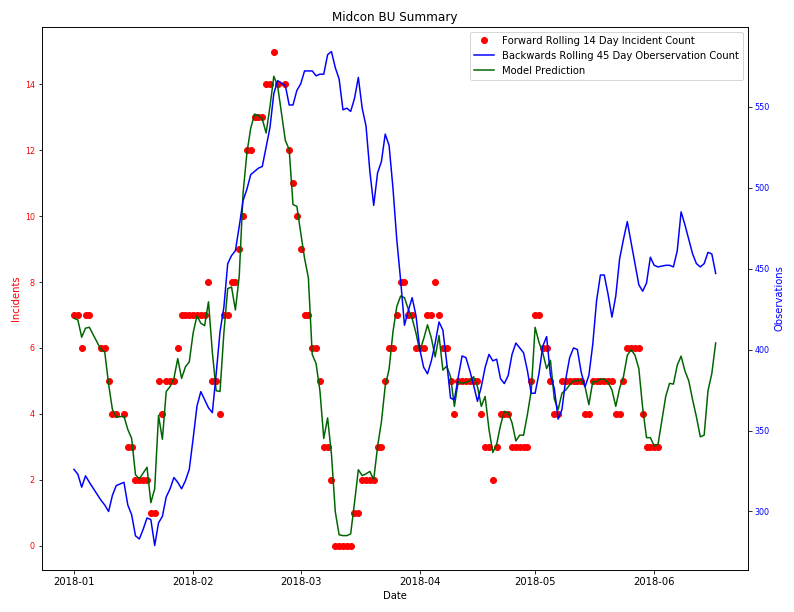 Midcon BU Summary
Forward Rolling 14 Day Incident Count
Backwards Rolling 45 Day Oberservation Count
Model Prediction
14
12
10
8
6
4
2
0
Incidents
550
500
450
400
350
300
Observations
2018-01
2018-02
2018-03
2018-04
2018-05
2018-06
Date